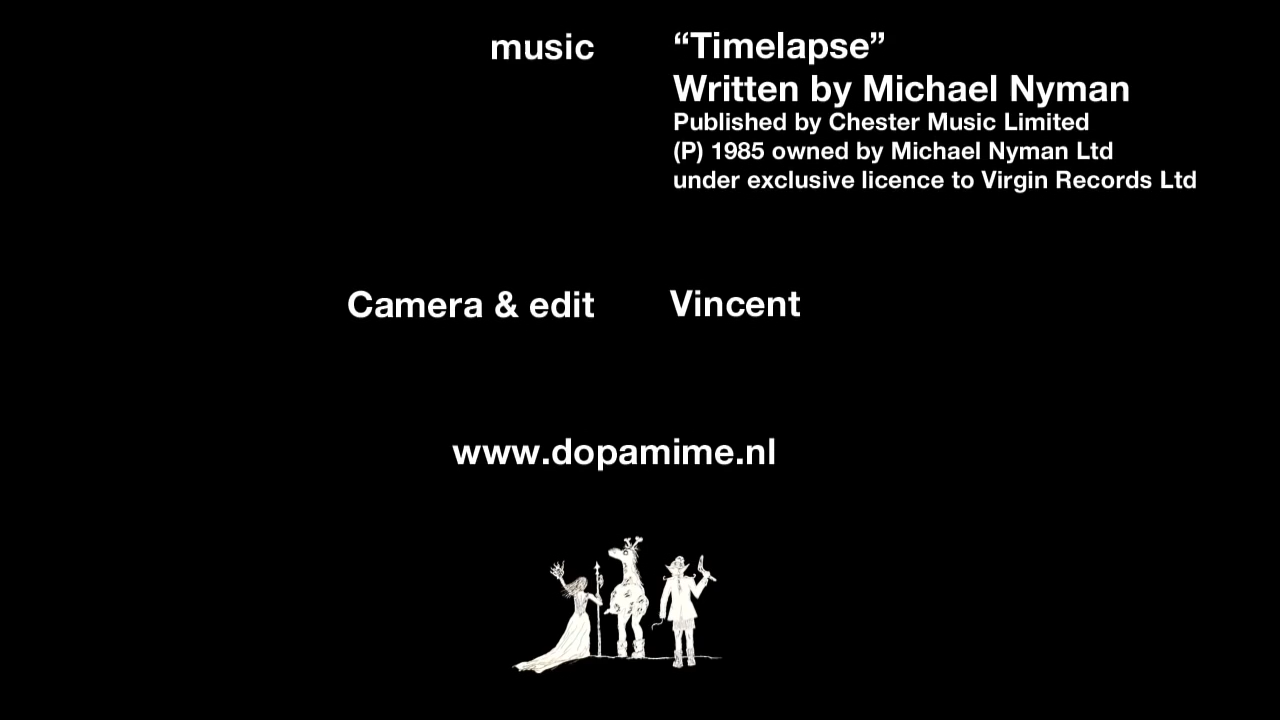 music “Timelapse”
Written by Michael Nyman
Published by Chester Music Limited
(P) 1985 owned by Michael Nyman Ltd
under exclusive licence to Virgin Records Ltd
Camera & edit Vincent
www.dopamime.nl